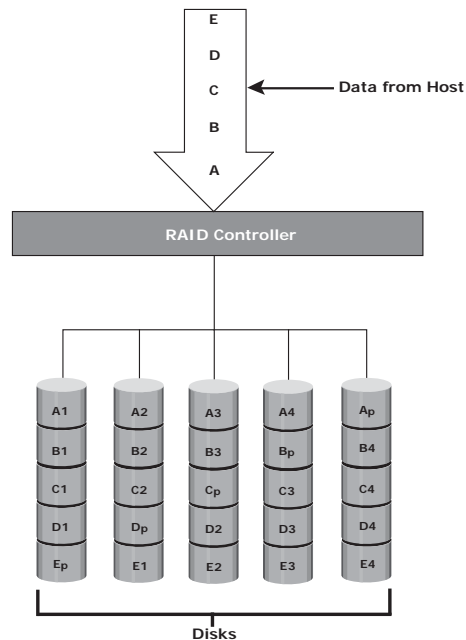 E
D
C
B
A
Data from Host
RAID Controller
A1 A2 A3 A4 Ap
B1 B2 B3 Bp B4
C1 C2 Cp C3 C4
D1 Dp D2 D3 D4
Ep E1 E2 E3 E4
Disks